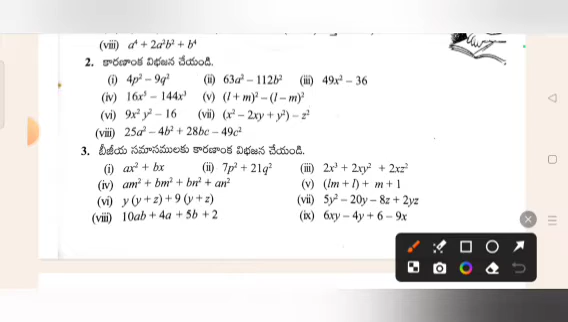 (viii) a⁴ + 2a²b² + b⁴
2. కారణాంక విభజన చేయండి.
(i) 4p² – 9q² (ii) 63a² – 112b² (iii) 49x² – 36
(iv) 16x⁵ – 144x³ (v) (l + m)² – (l – m)²
(vi) 9x² y² – 16 (vii) (x² – 2xy + y²) – z²
(viii) 25a² – 4b² + 28bc – 49c²
3. బీజీయ సమాసములకు కారణాంక విభజన చేయండి.
(i) ax² + bx (ii) 7p² + 21q² (iii) 2x³ + 2xy² + 2xz²
(iv) am² + bm² + bn² + an² (v) (lm + l) + m + 1
(vi) y (y + z) + 9 (y + z) (vii) 5y² – 20y – 8z + 2yz
(viii) 10ab + 4a + 5b + 2 (ix) 6xy – 4y + 6 – 9x